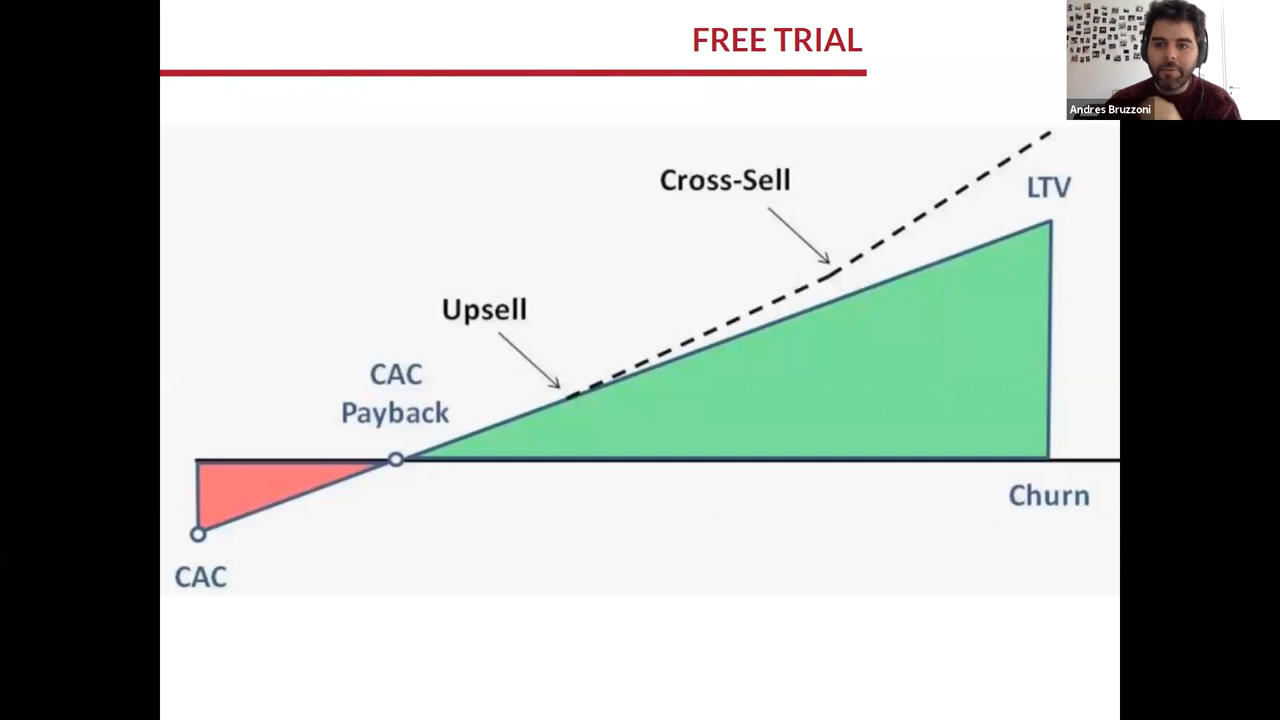 FREE TRIAL
Andres Bruzzoni
Cross-Sell
LTV
Upsell
CAC
Payback
Churn
CAC